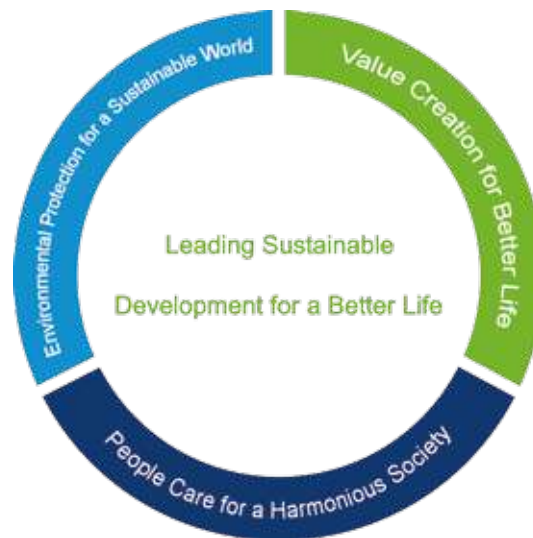 Environmental Protection for a Sustainable World
Value Creation for Better Life
Leading Sustainable
Development for a Better Life
People Care for a Harmonious Society